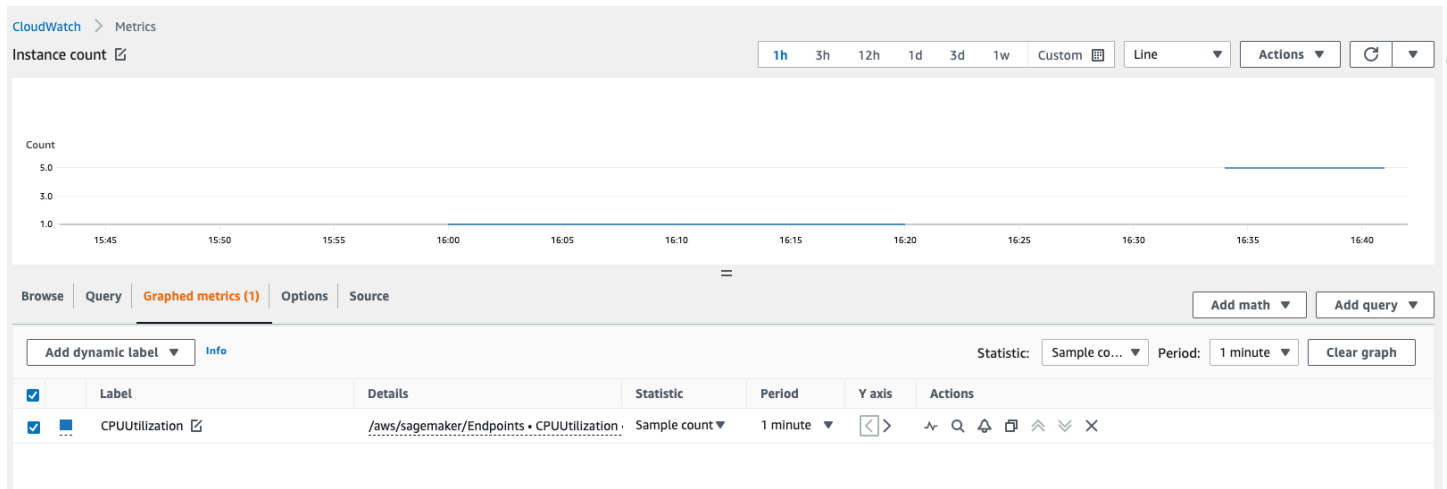 CloudWatch > Metrics
Instance count
1h 3h 12h 1d 3d 1w Custom Line Actions
Count
5.0
3.0
1.0
15:45 15:50 15:55 16:00 16:05 16:10 16:15 16:20 16:25 16:30 16:35 16:40
Browse Query Graphed metrics (1) Options Source
Add math Add query
Add dynamic label Info Statistic: Sample co... Period: 1 minute Clear graph
Label Details Statistic Period Y axis Actions
CPUUtilization /aws/sagemaker/Endpoints • CPUUtilization • Sample count 1 minute < >